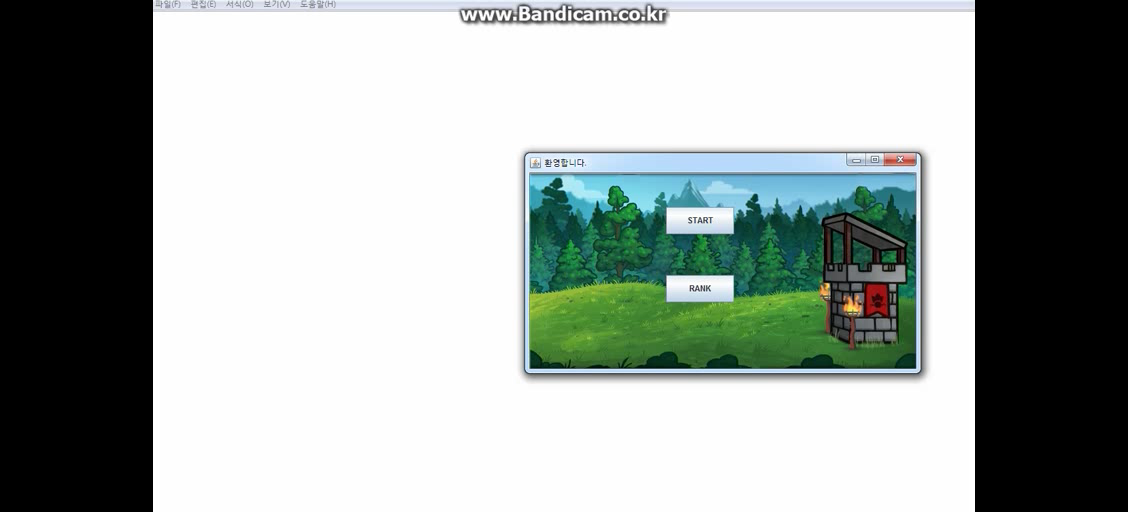 파일(F) 편집(E) 서식(O) 보기(V) 도움말(H)
www.Bandicam.co.kr
환영합니다.
START
RANK